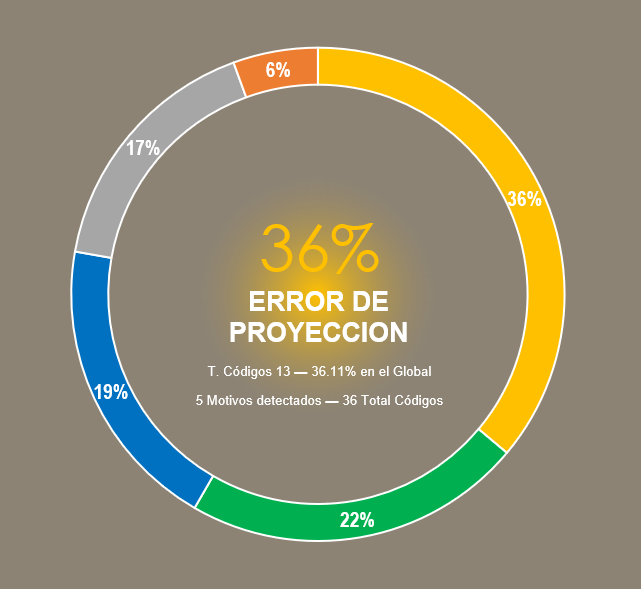 6%
17%
36%
36%
ERROR DE
PROYECCION
T. Códigos 13 — 36.11% en el Global
19%
5 Motivos detectados — 36 Total Códigos
22%